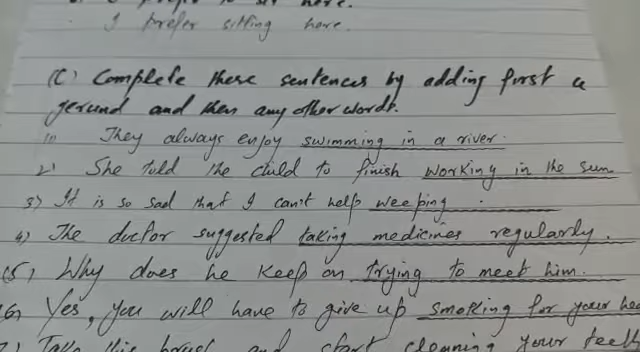 I prefer sitting here.
(C) Complete these sentences by adding first a
gerund and then any other words.
1) They always enjoy swimming in a river.
2) She told the child to finish working in the sun
3) It is so sad that I can't help weeping.
4) The doctor suggested taking medicines regularly.
(5) Why does he keep on trying to meet him.
(6) Yes, you will have to give up smoking for your
7) Take this brush and start cleaning your teeth